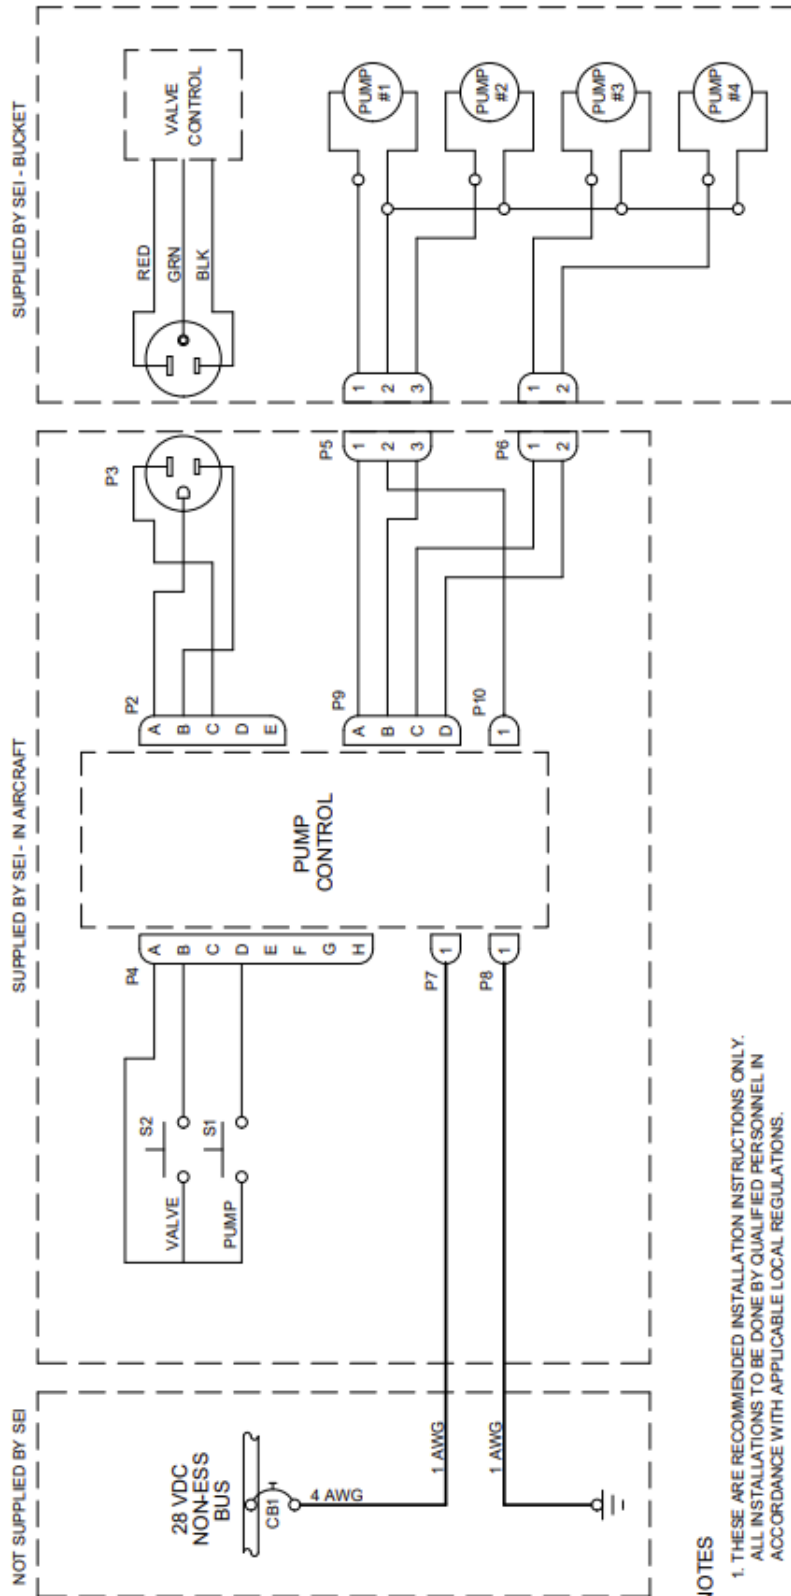 NOT SUPPLIED BY SEI
SUPPLIED BY SEI - IN AIRCRAFT
SUPPLIED BY SEI - BUCKET
28 VDC
NON-ESS
BUS
CB1
4 AWG
1 AWG
1 AWG
VALVE
S2
PUMP
S1
P4
A
B
C
D
E
F
G
H
P7
1
P8
1
PUMP
CONTROL
P2
A
B
C
D
E
P9
A
B
C
D
P10
1
P3
P5
1
2
3
P6
1
2
RED
GRN
BLK
VALVE
CONTROL
1
2
3
1
2
PUMP
#1
PUMP
#2
PUMP
#3
PUMP
#4
1. THESE ARE RECOMMENDED INSTALLATION INSTRUCTIONS ONLY.
ALL INSTALLATIONS TO BE DONE BY QUALIFIED PERSONNEL IN
ACCORDANCE WITH APPLICABLE LOCAL REGULATIONS.